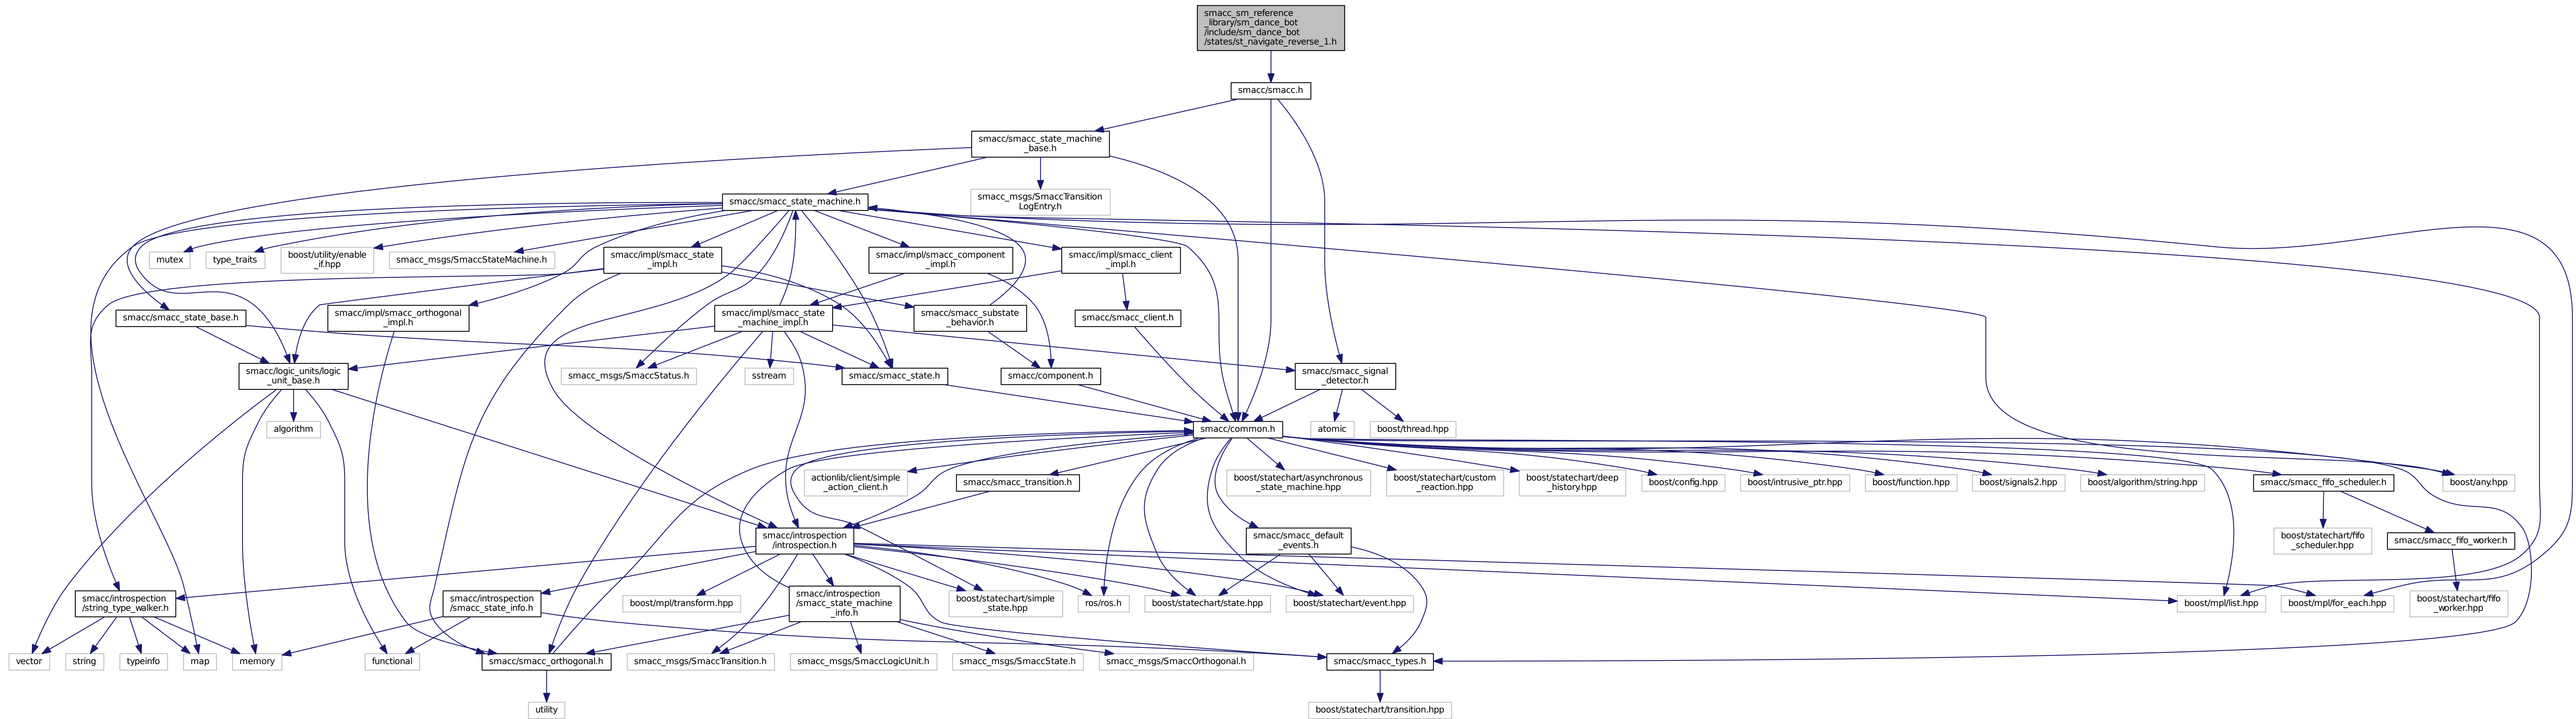 smacc_sm_reference
_library/sm_dance_bot
/include/sm_dance_bot
/states/st_navigate_reverse_1.h
smacc/smacc.h
smacc/smacc_state_machine
_base.h
smacc/smacc_state_machine.h
smacc_msgs/SmaccTransition
LogEntry.h
mutex
type_traits
boost/utility/enable
_if.hpp
smacc_msgs/SmaccStateMachine.h
smacc/impl/smacc_state
_impl.h
smacc/impl/smacc_component
_impl.h
smacc/impl/smacc_client
_impl.h
smacc/smacc_state_base.h
smacc/impl/smacc_orthogonal
_impl.h
smacc/impl/smacc_state
_machine_impl.h
smacc/smacc_substate
_behavior.h
smacc/smacc_client.h
smacc/logic_units/logic
_unit_base.h
smacc_msgs/SmaccStatus.h
sstream
smacc/smacc_state.h
smacc/component.h
smacc/smacc_signal
_detector.h
algorithm
smacc/common.h
atomic
boost/thread.hpp
actionlib/client/simple
_action_client.h
smacc/smacc_transition.h
boost/statechart/asynchronous
_state_machine.hpp
boost/statechart/custom
_reaction.hpp
boost/statechart/deep
_history.hpp
boost/config.hpp
boost/intrusive_ptr.hpp
boost/function.hpp
boost/signals2.hpp
boost/algorithm/string.hpp
smacc/smacc_fifo_scheduler.h
boost/any.hpp
smacc/introspection
/introspection.h
smacc/smacc_default
_events.h
boost/statechart/fifo
_scheduler.hpp
smacc/smacc_fifo_worker.h
smacc/introspection
/string_type_walker.h
smacc/introspection
/smacc_state_info.h
boost/mpl/transform.hpp
smacc/introspection
/smacc_state_machine
_info.h
boost/statechart/simple
_state.hpp
ros/ros.h
boost/statechart/state.hpp
boost/statechart/event.hpp
boost/mpl/list.hpp
boost/mpl/for_each.hpp
boost/statechart/fifo
_worker.hpp
vector
string
typeinfo
map
memory
functional
smacc/smacc_orthogonal.h
smacc_msgs/SmaccTransition.h
smacc_msgs/SmaccLogicUnit.h
smacc_msgs/SmaccState.h
smacc_msgs/SmaccOrthogonal.h
smacc/smacc_types.h
utility
boost/statechart/transition.hpp